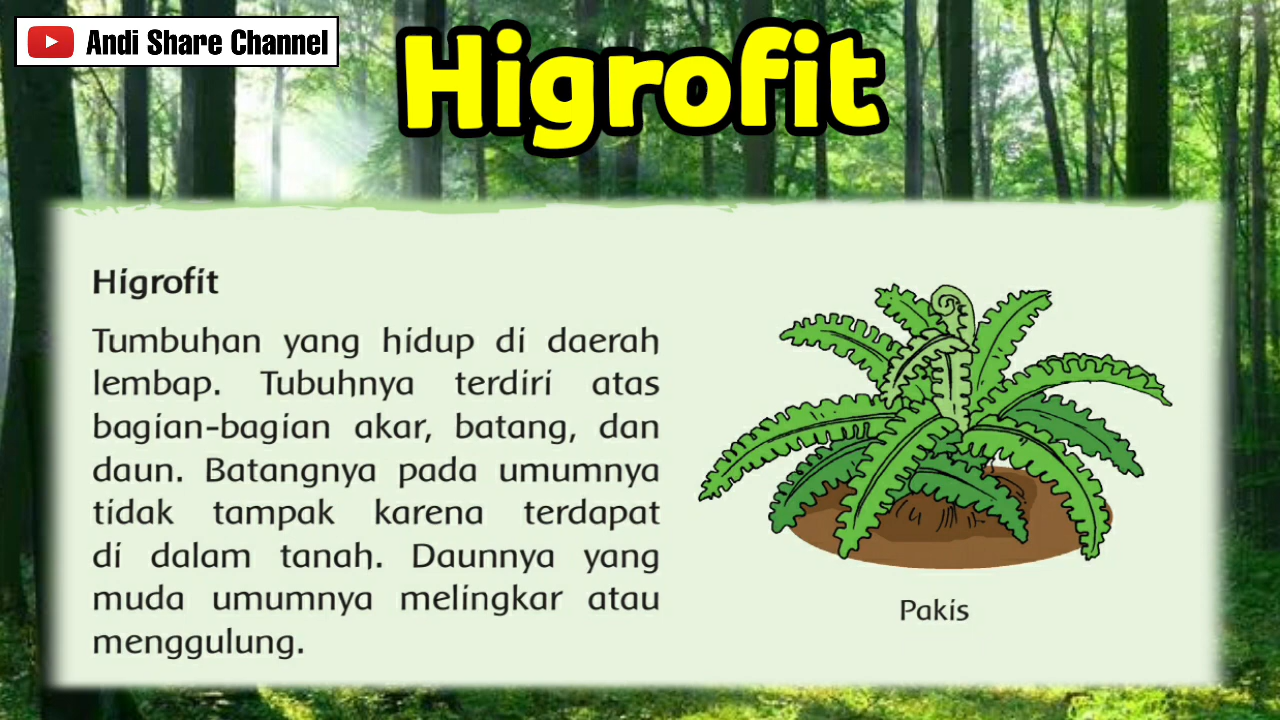 Andi Share Channel
Higrofit
Higrofit
Tumbuhan yang hidup di daerah
lembap. Tubuhnya terdiri atas
bagian-bagian akar, batang, dan
daun. Batangnya pada umumnya
tidak tampak karena terdapat
di dalam tanah. Daunnya yang
muda umumnya melingkar atau
menggulung.
Pakis